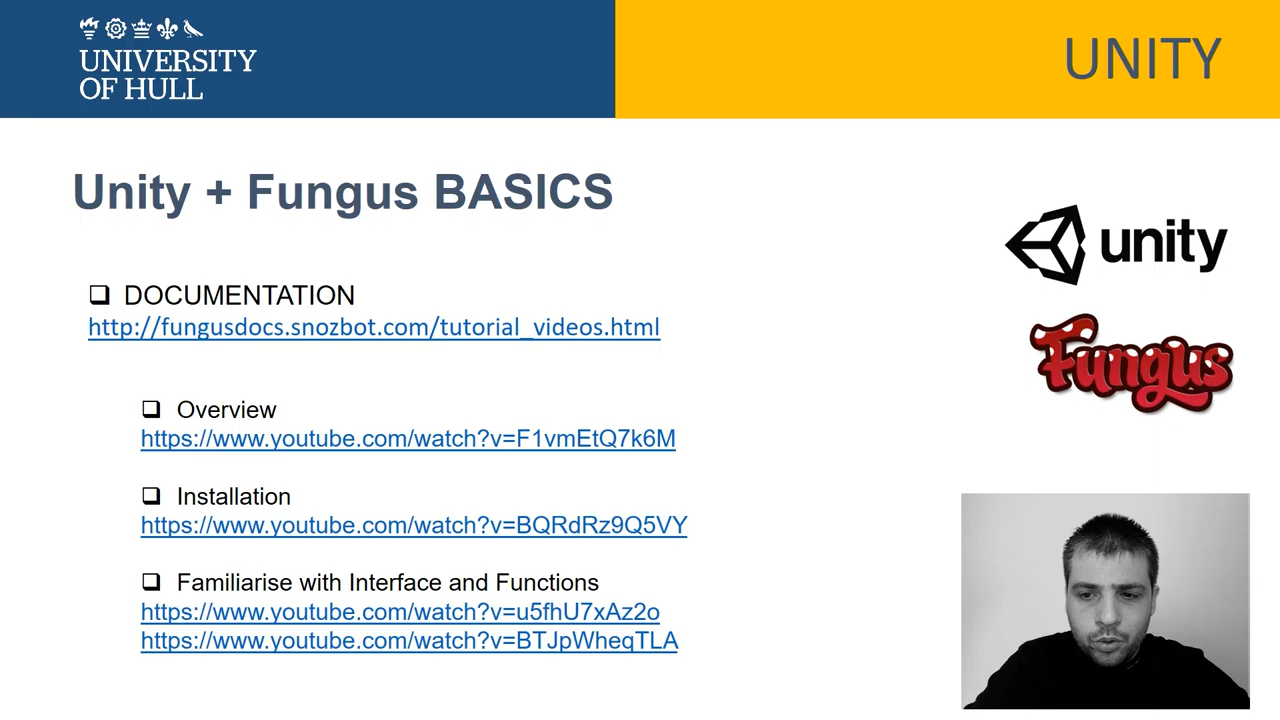 UNIVERSITY
OF HULL
UNITY
Unity + Fungus BASICS
DOCUMENTATION
http://fungusdocs.snozbot.com/tutorial_videos.html
Overview
https://www.youtube.com/watch?v=F1vmEtQ7k6M
Installation
https://www.youtube.com/watch?v=BQRdRz9Q5VY
Familiarise with Interface and Functions
https://www.youtube.com/watch?v=u5fhU7xAz2o
https://www.youtube.com/watch?v=BTJpWheqTLA
unity
Fungus